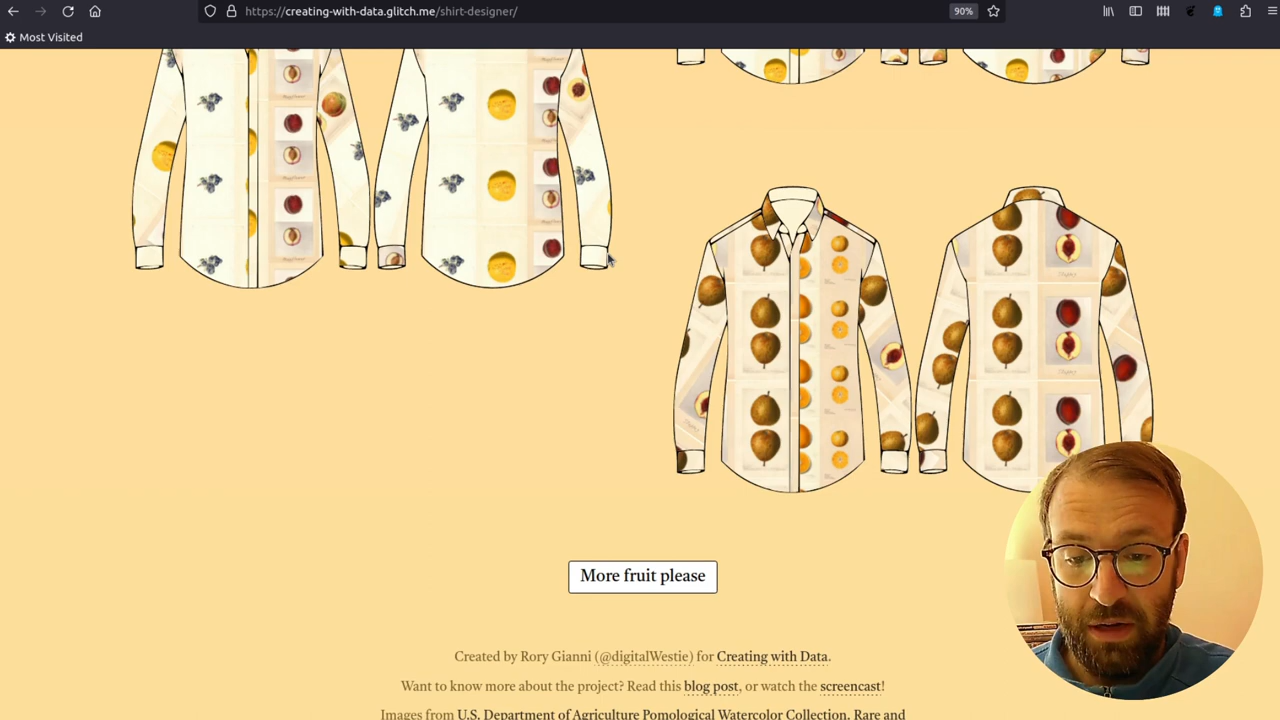 https://creating-with-data.glitch.me/shirt-designer/
90%
Most Visited
More fruit please
Created by Rory Gianni (@digitalWestie) for Creating with Data.
Want to know more about the project? Read this blog post, or watch the screencast!
Images from U.S. Department of Agriculture Pomological Watercolor Collection. Rare and